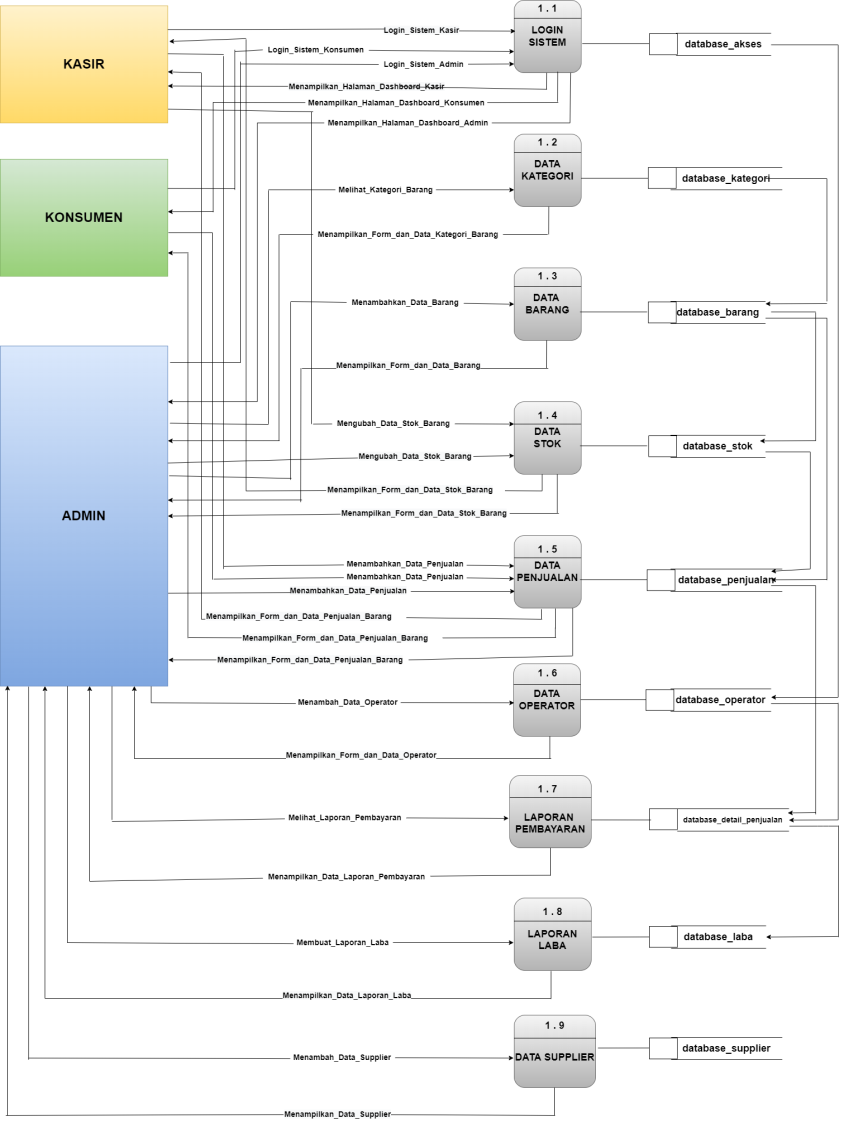 1.1
LOGIN
SISTEM
KASIR
Login_Sistem_Kasir
Login_Sistem_Konsumen
Login_Sistem_Admin
database_akses
Menampilkan_Halaman_Dashboard_Kasir
Menampilkan_Halaman_Dashboard_Konsumen
Menampilkan_Halaman_Dashboard_Admin
1.2
DATA
KATEGORI
database_kategori
KONSUMEN
Melihat_Kategori_Barang
Menampilkan_Form_dan_Data_Kategori_Barang
1.3
DATA
BARANG
Menambahkan_Data_Barang
database_barang
Menampilkan_Form_dan_Data_Barang
1.4
DATA
STOK
Mengubah_Data_Stok_Barang
database_stok
Mengubah_Data_Stok_Barang
Menampilkan_Form_dan_Data_Stok_Barang
ADMIN
Menampilkan_Form_dan_Data_Stok_Barang
1.5
DATA
PENJUALAN
Menambahkan_Data_Penjualan
Menambahkan_Data_Penjualan
database_penjualan
Menambahkan_Data_Penjualan
Menampilkan_Form_dan_Data_Penjualan_Barang
Menampilkan_Form_dan_Data_Penjualan_Barang
Menampilkan_Form_dan_Data_Penjualan_Barang
1.6
DATA
OPERATOR
Menambah_Data_Operator
database_operator
Menampilkan_Form_dan_Data_Operator
1.7
LAPORAN
PEMBAYARAN
Melihat_Laporan_Pembayaran
database_detail_penjualan
Menampilkan_Data_Laporan_Pembayaran
1.8
LAPORAN
LABA
Membuat_Laporan_Laba
database_laba
Menampilkan_Data_Laporan_Laba
1.9
DATA SUPPLIER
Menambah_Data_Supplier
database_supplier
Menampilkan_Data_Supplier